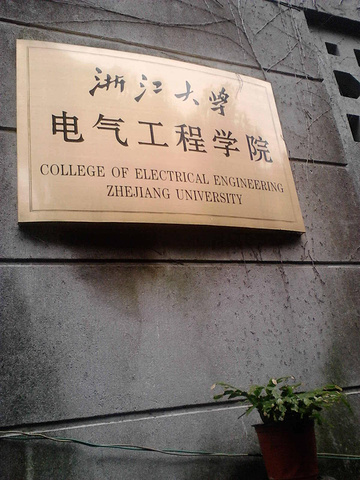 浙江大学
电气工程学院
COLLEGE OF ELECTRICAL ENGINEERING
ZHEJIANG UNIVERSITY